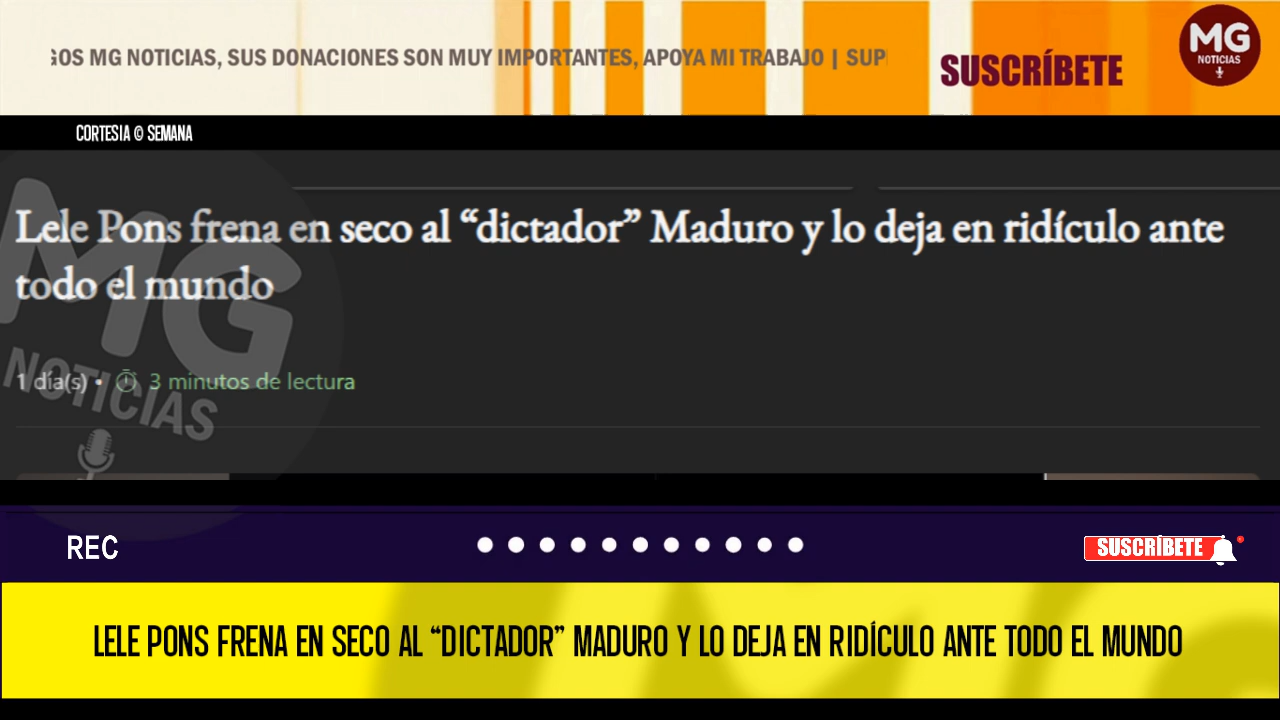 GOS MG NOTICIAS, SUS DONACIONES SON MUY IMPORTANTES, APOYA MI TRABAJO | SUP
SUSCRÍBETE
MG
NOTICIAS
CORTESIA © SEMANA
Lele Pons frena en seco al “dictador” Maduro y lo deja en ridículo ante
todo el mundo
MG
NOTICIAS
1 día(s) • 3 minutos de lectura
REC
SUSCRÍBETE
LELE PONS FRENA EN SECO AL “DICTADOR” MADURO Y LO DEJA EN RIDÍCULO ANTE TODO EL MUNDO